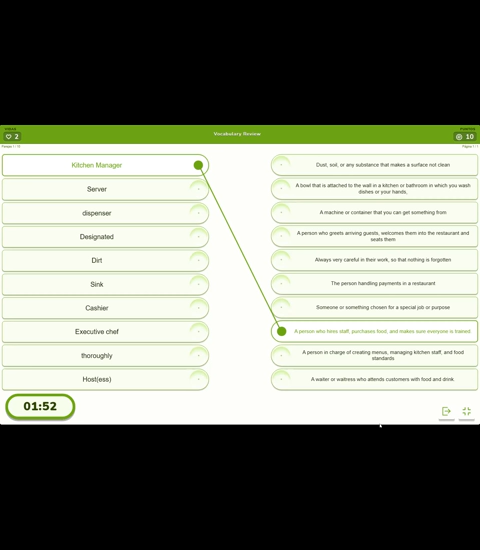 2
Vocabulary Review
10
Kitchen Manager
Dust, soil, or any substance that makes a surface not clean
Server
A bowl that is attached to the wall in a kitchen or bathroom in which you wash
dishes or your hands,
dispenser
A machine or container that you can get something from
Designated
A person who greets arriving guests, welcomes them into the restaurant and
seats them
Dirt
Always very careful in their work, so that nothing is forgotten
Sink
The person handling payments in a restaurant
Cashier
Someone or something chosen for a special job or purpose
Executive chef
A person who hires staff, purchases food, and makes sure everyone is trained
thoroughly
A person in charge of creating menus, managing kitchen staff, and food
standards
Host(ess)
A waiter or waitress who attends customers with food and drink
01:52